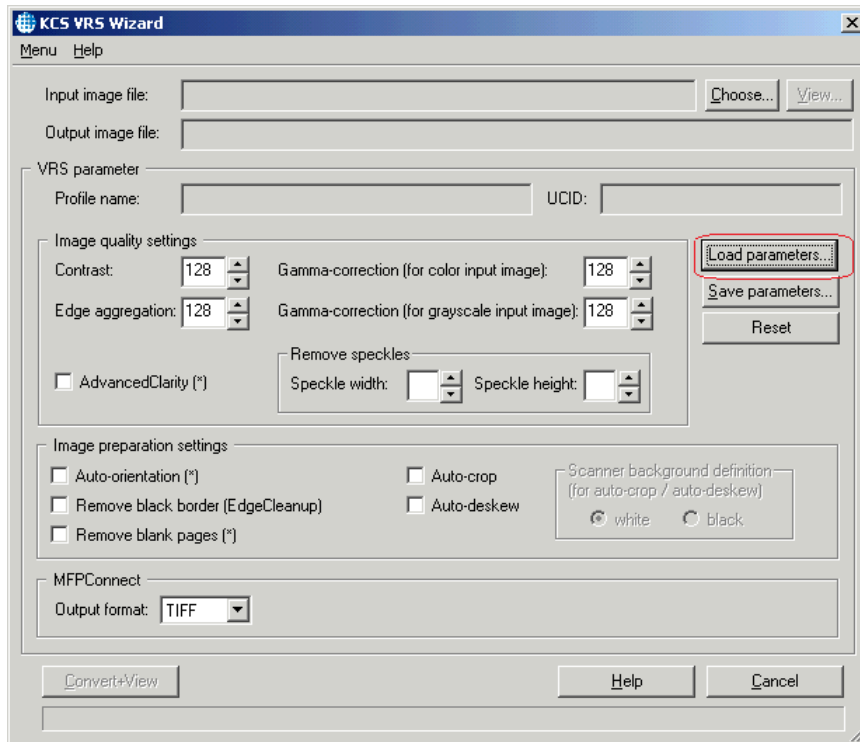 KCS VRS Wizard
Menu Help
Input image file: Choose... View...
Output image file:
VRS parameter
Profile name: UCID:
Image quality settings
Load parameters...
Contrast: 128 Gamma-correction (for color input image): 128
Save parameters...
Edge aggregation: 128 Gamma-correction (for grayscale input image): 128
Reset
Remove speckles
AdvancedClarity (*) Speckle width: Speckle height:
Image preparation settings
Auto-orientation (*) Auto-crop Scanner background definition
(for auto-crop / auto-deskew)
Remove black border (EdgeCleanup) Auto-deskew
white black
Remove blank pages (*)
MFPConnect
Output format: TIFF
Convert+View Help Cancel